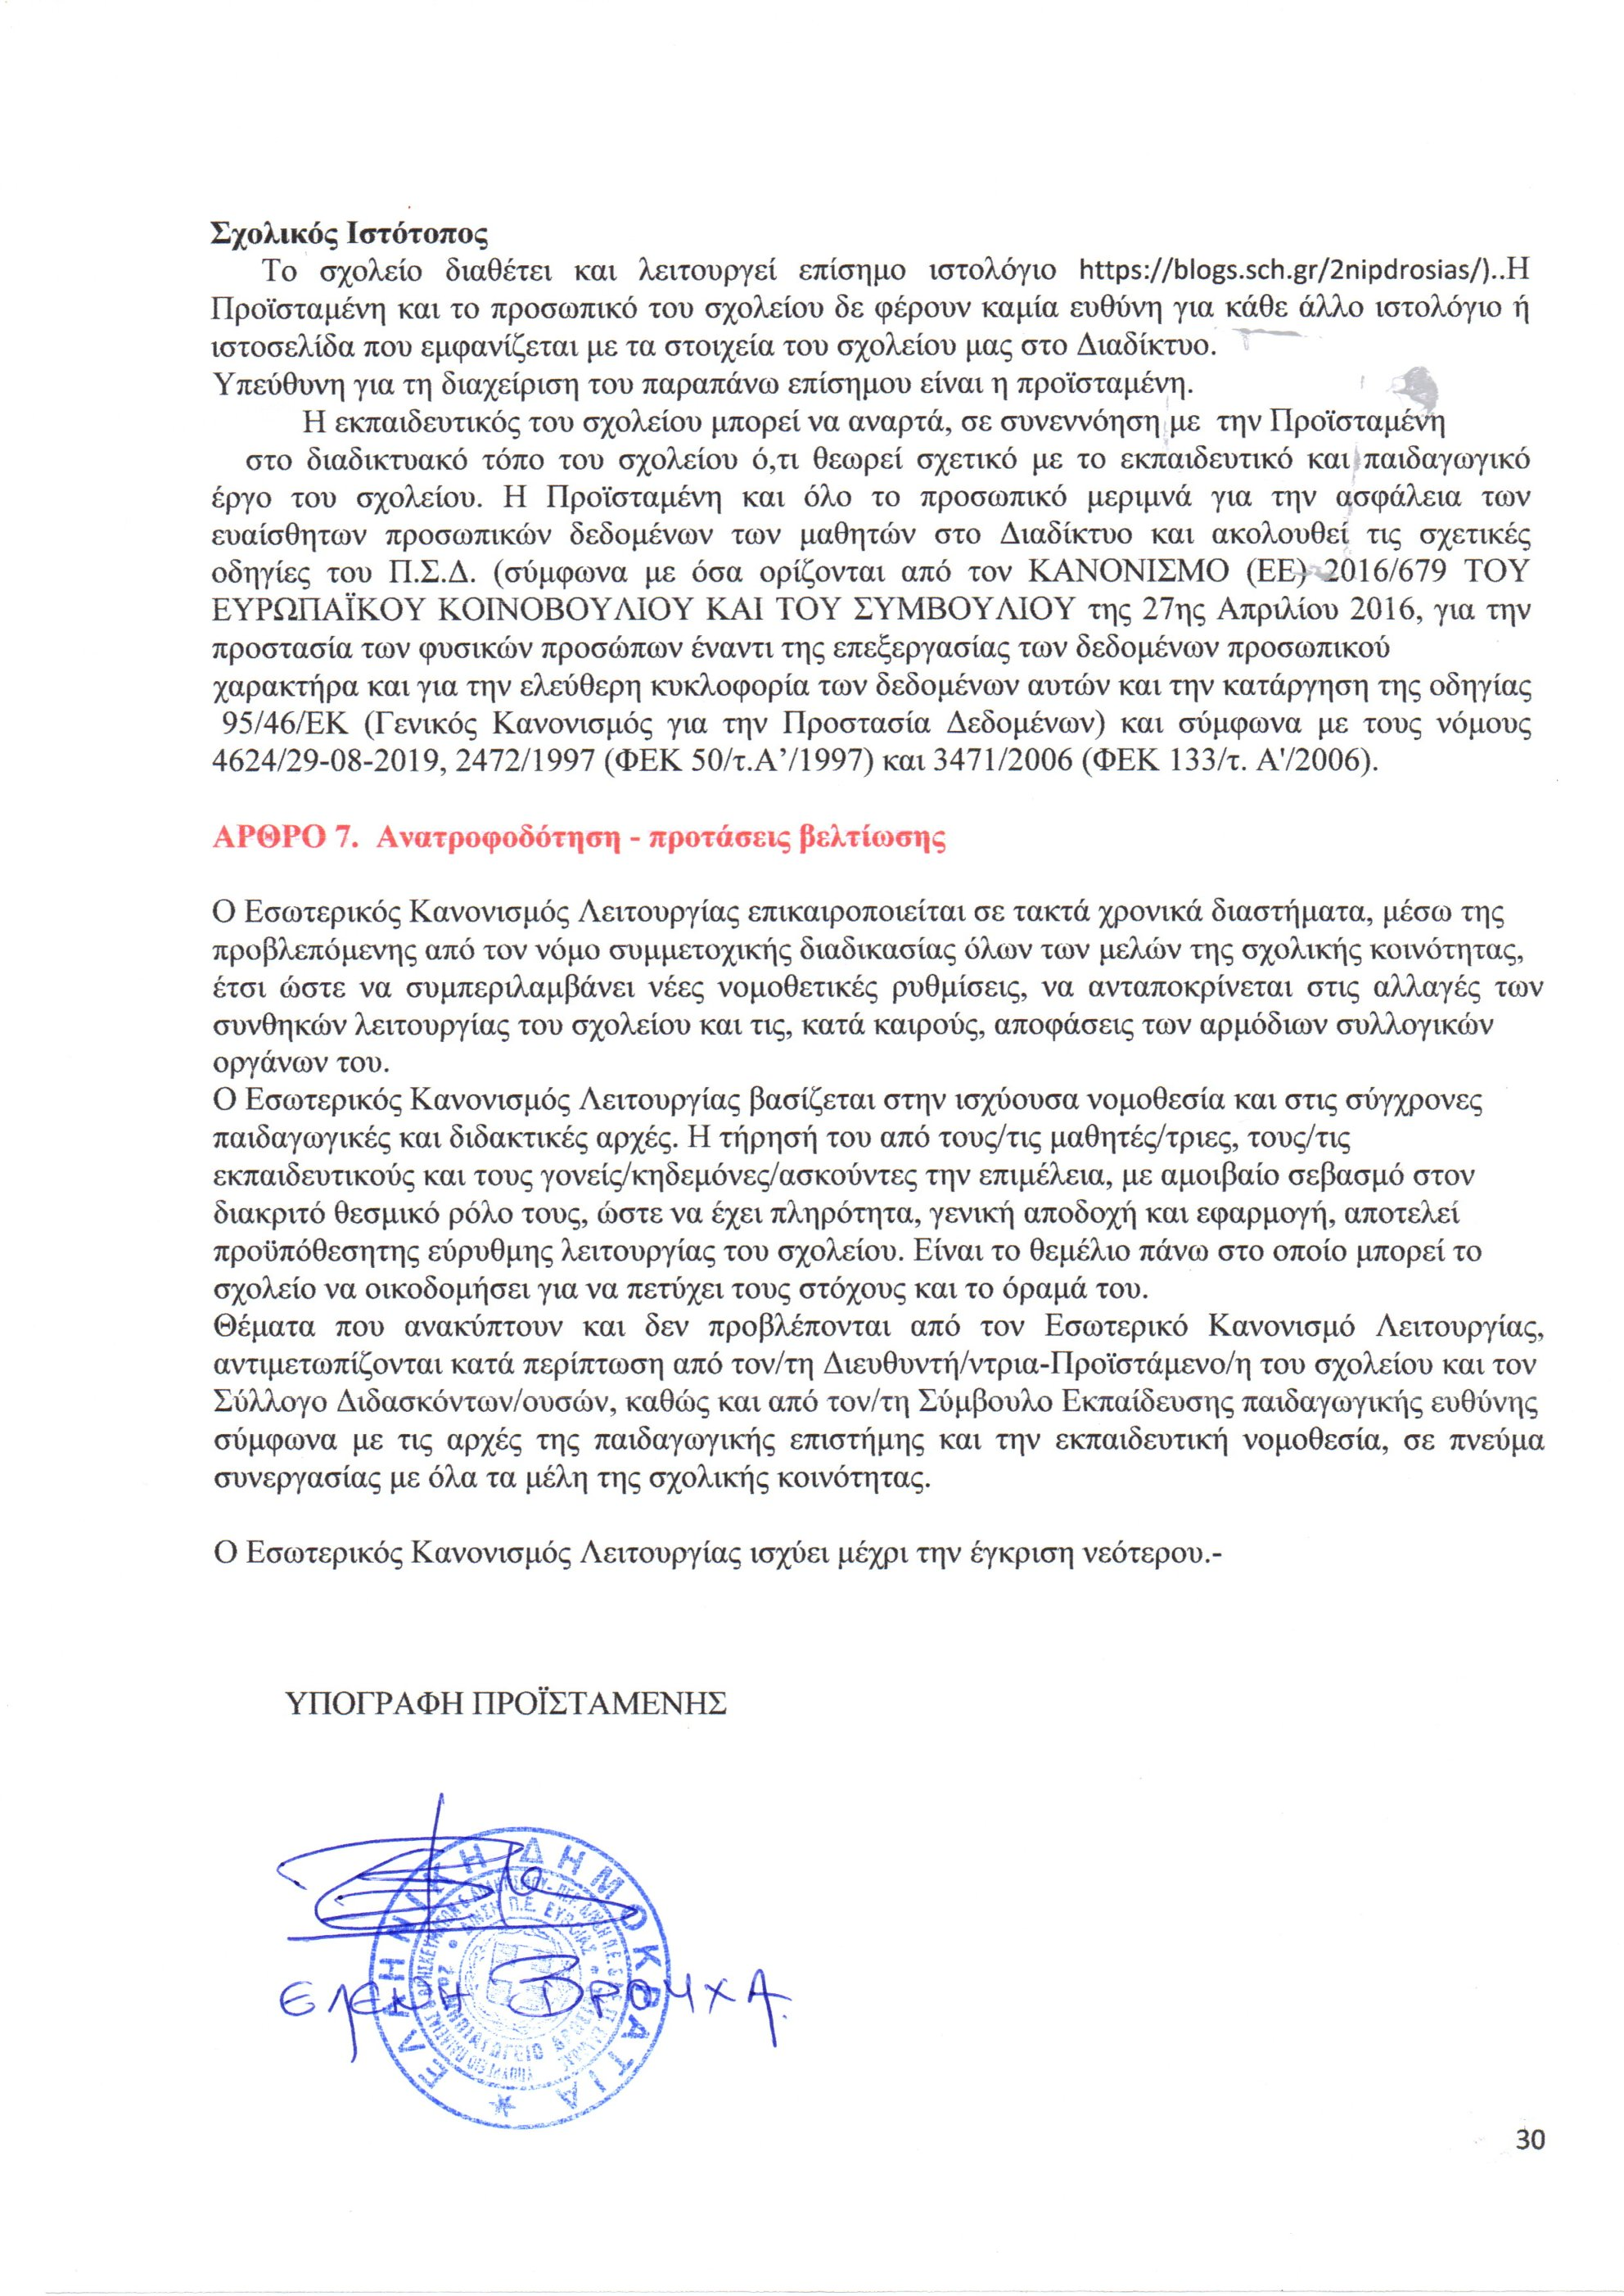 Σχολικός Ιστότοπος
Το σχολείο διαθέτει και λειτουργεί επίσημο ιστολόγιο https://blogs.sch.gr/2nipdrosias/)..Η
Προϊσταμένη και το προσωπικό του σχολείου δε φέρουν καμία ευθύνη για κάθε άλλο ιστολόγιο ή
ιστοσελίδα που εμφανίζεται με τα στοιχεία του σχολείου μας στο Διαδίκτυο.
Υπεύθυνη για τη διαχείριση του παραπάνω επίσημου είναι η προϊσταμένη.
Η εκπαιδευτικός του σχολείου μπορεί να αναρτά, σε συνεννόηση με την Προϊσταμένη
στο διαδικτυακό τόπο του σχολείου ό,τι θεωρεί σχετικό με το εκπαιδευτικό και παιδαγωγικό
έργο του σχολείου. Η Προϊσταμένη και όλο το προσωπικό μεριμνά για την ασφάλεια των
ευαίσθητων προσωπικών δεδομένων των μαθητών στο Διαδίκτυο και ακολουθεί τις σχετικές
οδηγίες του Π.Σ.Δ. (σύμφωνα με όσα ορίζονται από τον ΚΑΝΟΝΙΣΜΟ (ΕΕ) 2016/679 ΤΟΥ
ΕΥΡΩΠΑΪΚΟΥ ΚΟΙΝΟΒΟΥΛΙΟΥ ΚΑΙ ΤΟΥ ΣΥΜΒΟΥΛΙΟΥ της 27ης Απριλίου 2016, για την
προστασία των φυσικών προσώπων έναντι της επεξεργασίας των δεδομένων προσωπικού
χαρακτήρα και για την ελεύθερη κυκλοφορία των δεδομένων αυτών και την κατάργηση της οδηγίας
95/46/ΕΚ (Γενικός Κανονισμός για την Προστασία Δεδομένων) και σύμφωνα με τους νόμους
4624/29-08-2019, 2472/1997 (ΦΕΚ 50/τ.Α’/1997) και 3471/2006 (ΦΕΚ 133/τ. Α'/2006).
ΑΡΘΡΟ 7. Ανατροφοδότηση - προτάσεις βελτίωσης
Ο Εσωτερικός Κανονισμός Λειτουργίας επικαιροποιείται σε τακτά χρονικά διαστήματα, μέσω της
προβλεπόμενης από τον νόμο συμμετοχικής διαδικασίας όλων των μελών της σχολικής κοινότητας,
έτσι ώστε να συμπεριλαμβάνει νέες νομοθετικές ρυθμίσεις, να ανταποκρίνεται στις αλλαγές των
συνθηκών λειτουργίας του σχολείου και τις, κατά καιρούς, αποφάσεις των αρμόδιων συλλογικών
οργάνων του.
Ο Εσωτερικός Κανονισμός Λειτουργίας βασίζεται στην ισχύουσα νομοθεσία και στις σύγχρονες
παιδαγωγικές και διδακτικές αρχές. Η τήρησή του από τους/τις μαθητές/τριες, τους/τις
εκπαιδευτικούς και τους γονείς/κηδεμόνες/ασκούντες την επιμέλεια, με αμοιβαίο σεβασμό στον
διακριτό θεσμικό ρόλο τους, ώστε να έχει πληρότητα, γενική αποδοχή και εφαρμογή, αποτελεί
προϋπόθεσητης εύρυθμης λειτουργίας του σχολείου. Είναι το θεμέλιο πάνω στο οποίο μπορεί το
σχολείο να οικοδομήσει για να πετύχει τους στόχους και το όραμά του.
Θέματα που ανακύπτουν και δεν προβλέπονται από τον Εσωτερικό Κανονισμό Λειτουργίας,
αντιμετωπίζονται κατά περίπτωση από τον/τη Διευθυντή/ντρια-Προϊστάμενο/η του σχολείου και τον
Σύλλογο Διδασκόντων/ουσών, καθώς και από τον/τη Σύμβουλο Εκπαίδευσης παιδαγωγικής ευθύνης
σύμφωνα με τις αρχές της παιδαγωγικής επιστήμης και την εκπαιδευτική νομοθεσία, σε πνεύμα
συνεργασίας με όλα τα μέλη της σχολικής κοινότητας.
Ο Εσωτερικός Κανονισμός Λειτουργίας ισχύει μέχρι την έγκριση νεότερου.-
ΥΠΟΓΡΑΦΗ ΠΡΟΪΣΤΑΜΕΝΗΣ
ΕΛΛΗΝΙΚΗ ΔΗΜΟΚΡΑΤΙΑ
ΕΛΕΝΗ ΒΡΟΥΧΑ
30